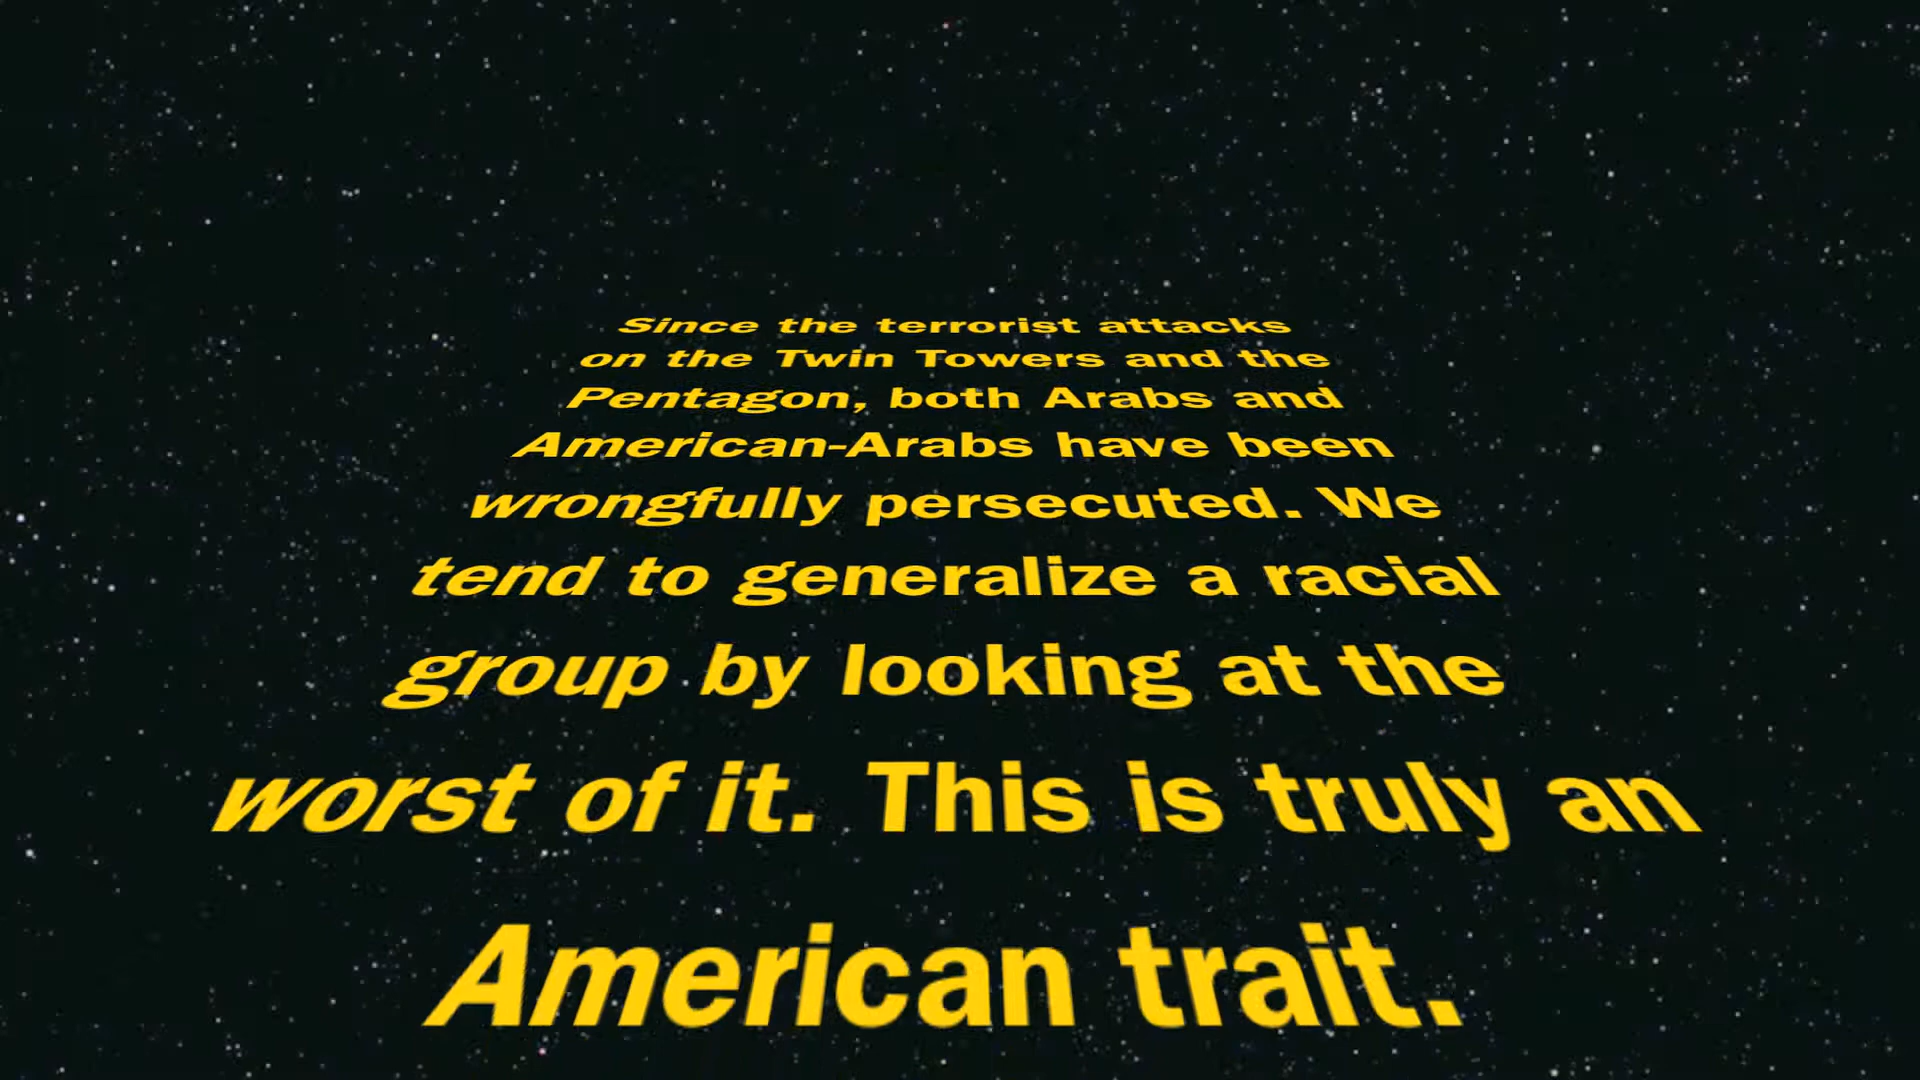 Since the terrorist attacks
on the Twin Towers and the
Pentagon, both Arabs and
American-Arabs have been
wrongfully persecuted. We
tend to generalize a racial
group by looking at the
worst of it. This is truly an
American trait.